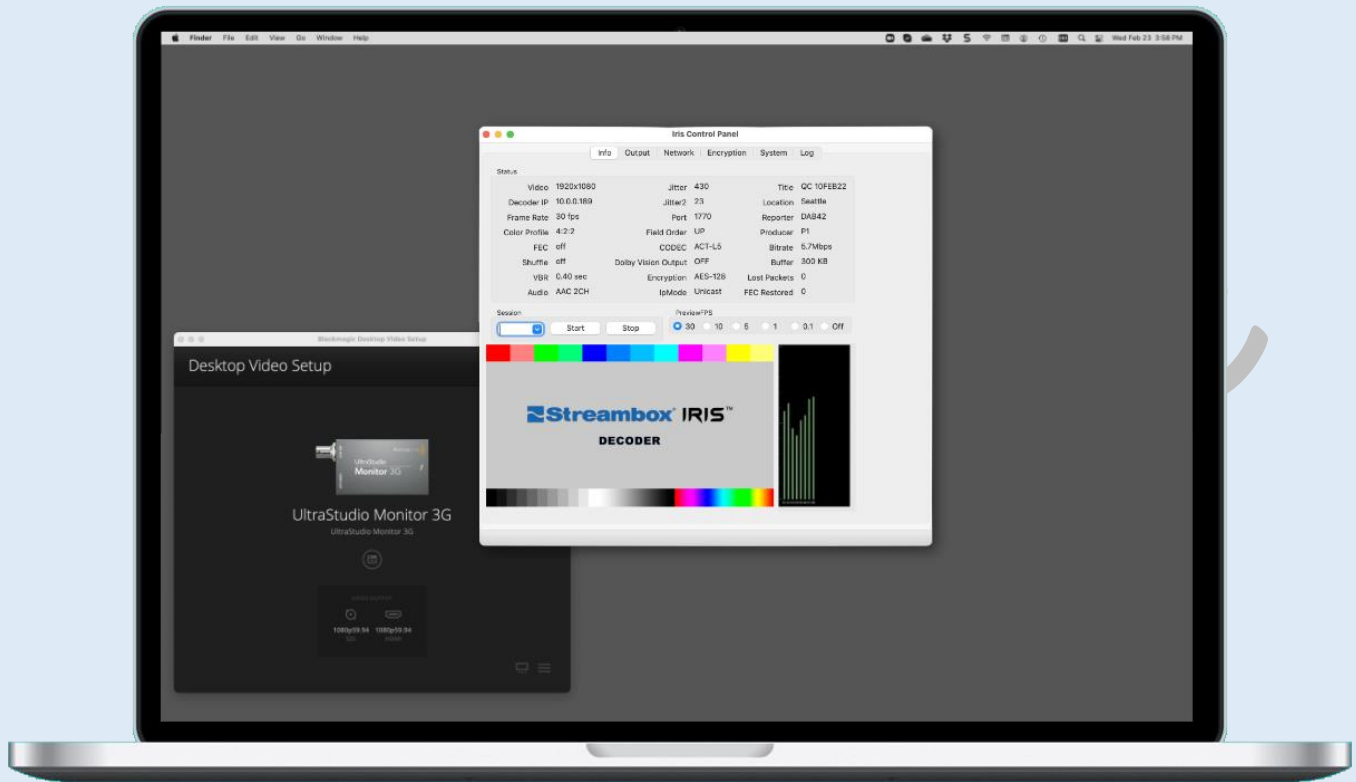 Finder File Edit View Go Window Help
Wed Feb 23 3:58 PM
Iris Control Panel
Info Output Network Encryption System Log
Status
Video 1920x1080 Jitter 430 Title QC 10FEB22
Decoder IP 10.0.0.189 Jitter2 23 Location Seattle
Frame Rate 30 fps Port 1770 Reporter DAB42
Color Profile 4:2:2 Field Order UP Producer P1
FEC off CODEC ACT-L5 Bitrate 5.7Mbps
Shuffle off Dolby Vision Output OFF Buffer 300 KB
VBR 0.40 sec Encryption AES-128 Lost Packets 0
Audio AAC 2CH IpMode Unicast FEC Restored 0
Session PreviewFPS
Start Stop 30 10 5 1 0.1 Off
Streambox IRIS™
DECODER
Blackmagic Desktop Video Setup
Desktop Video Setup
UltraStudio
Monitor 3G
UltraStudio Monitor 3G
UltraStudio Monitor 3G
1080p59.94 1080p59.94
SDI HDMI